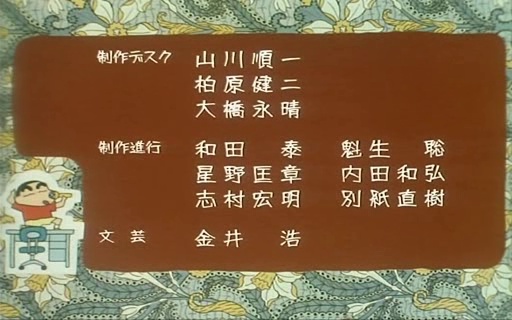 制作デスク 山川順一
柏原健二
大橋永晴
制作進行 和田 泰 魁生 聡
星野匡章 内田和弘
志村宏明 別紙直樹
文芸 金井 浩